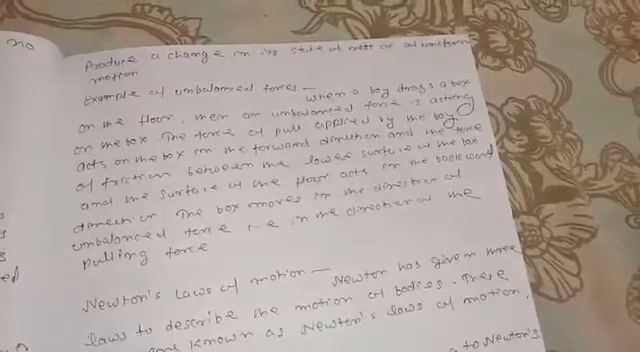 no
Produce a change in its state of rest or of uniform
motion
Example of unbalanced forces — When a boy drags a box
on the floor, then an unbalanced force is acting
on the box. The force of pull applied by the boy
acts on the box in the forward direction and the force
of friction between the lower surface of the box
and the surface of the floor acts in the backward
direction. The box moves in the direction of
unbalanced force i.e in the direction of the
pulling force
Newton's Laws of motion — Newton has given three
laws to describe the motion of bodies. These
known as Newton's laws of motion.
to Newton's